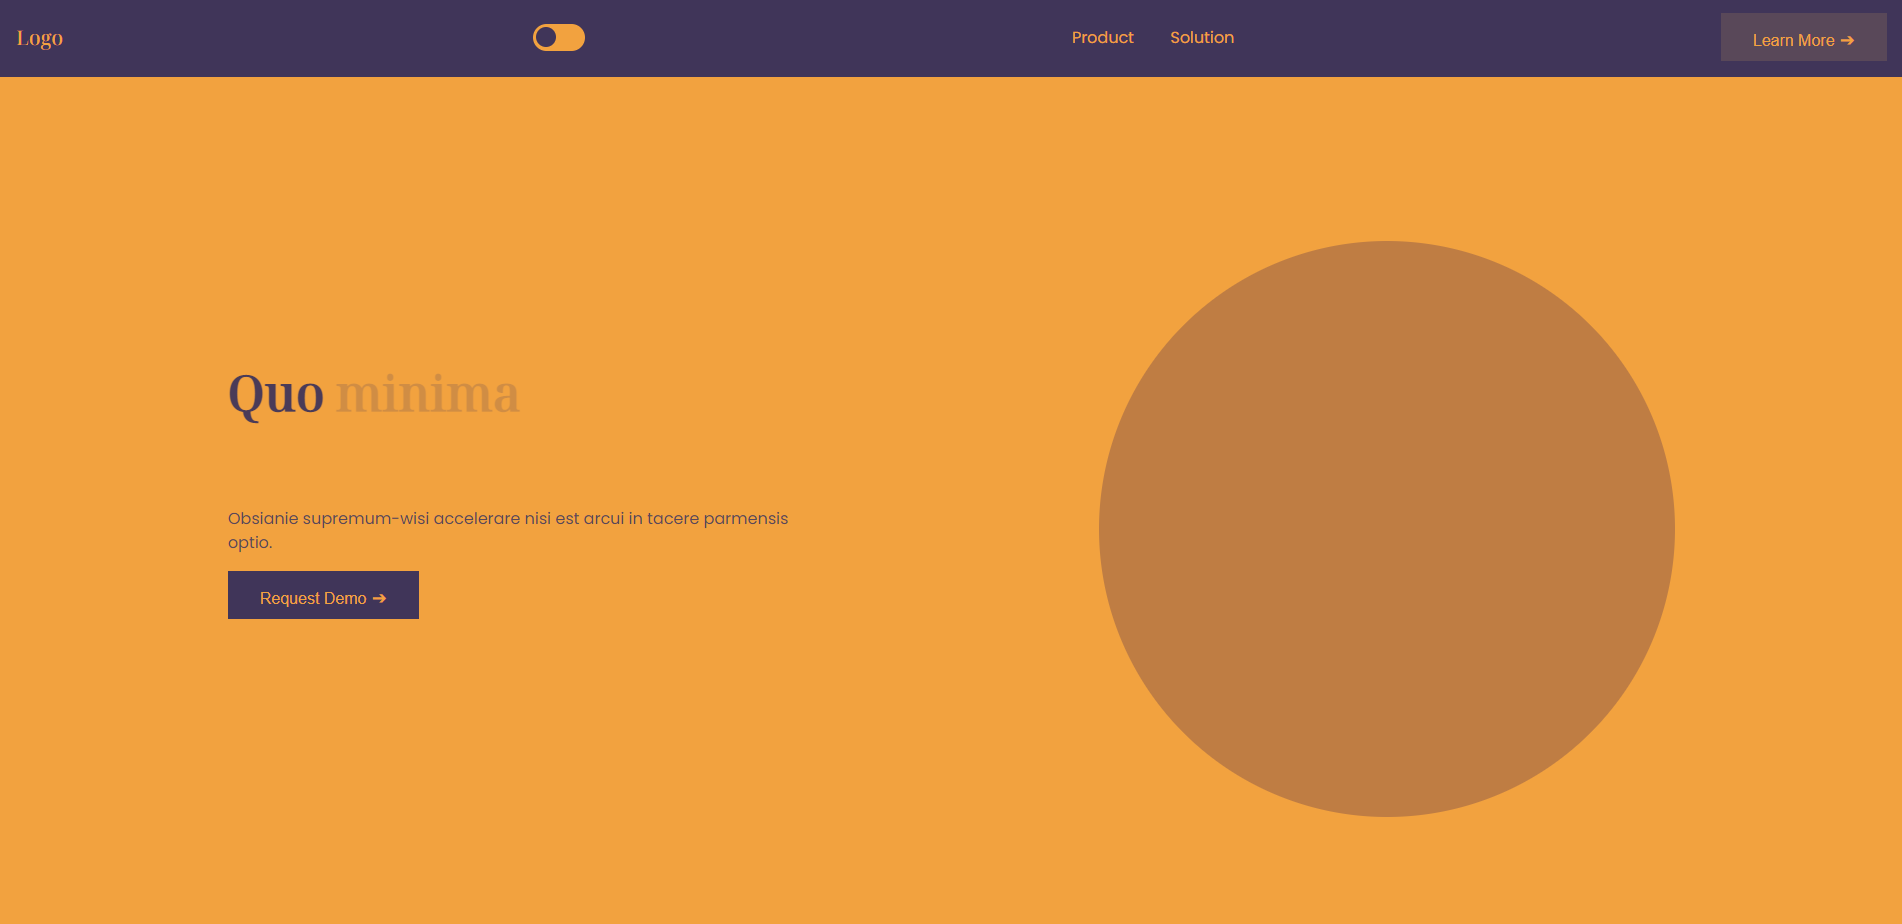 Logo
Product
Solution
Learn More ➔
Quo minima
Obsianie supremum-wisi accelerare nisi est arcui in tacere parmensis
optio.
Request Demo ➔